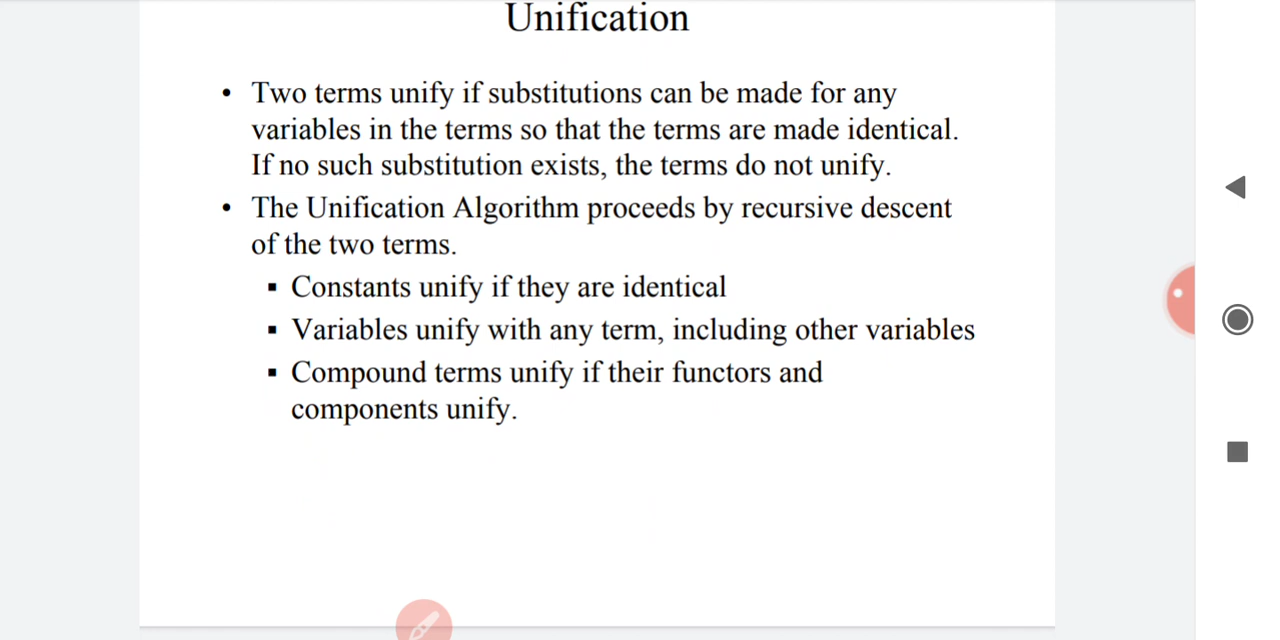 Unification
• Two terms unify if substitutions can be made for any
variables in the terms so that the terms are made identical.
If no such substitution exists, the terms do not unify.
• The Unification Algorithm proceeds by recursive descent
of the two terms.
▪ Constants unify if they are identical
▪ Variables unify with any term, including other variables
▪ Compound terms unify if their functors and
components unify.